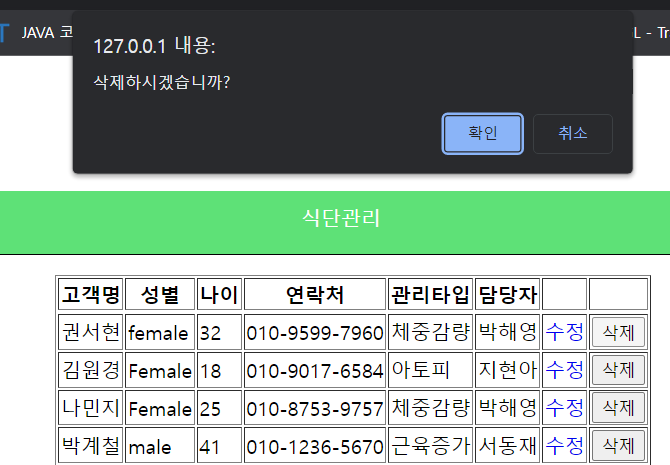 JAVA 코
L - Tr
127.0.0.1 내용:
삭제하시겠습니까?
확인 취소
식단관리
고객명 성별 나이 연락처 관리타입 담당자
권서현 female 32 010-9599-7960 체중감량 박해영 수정 삭제
김원경 Female 18 010-9017-6584 아토피 지현아 수정 삭제
나민지 Female 25 010-8753-9757 체중감량 박해영 수정 삭제
박계철 male 41 010-1236-5670 근육증가 서동재 수정 삭제